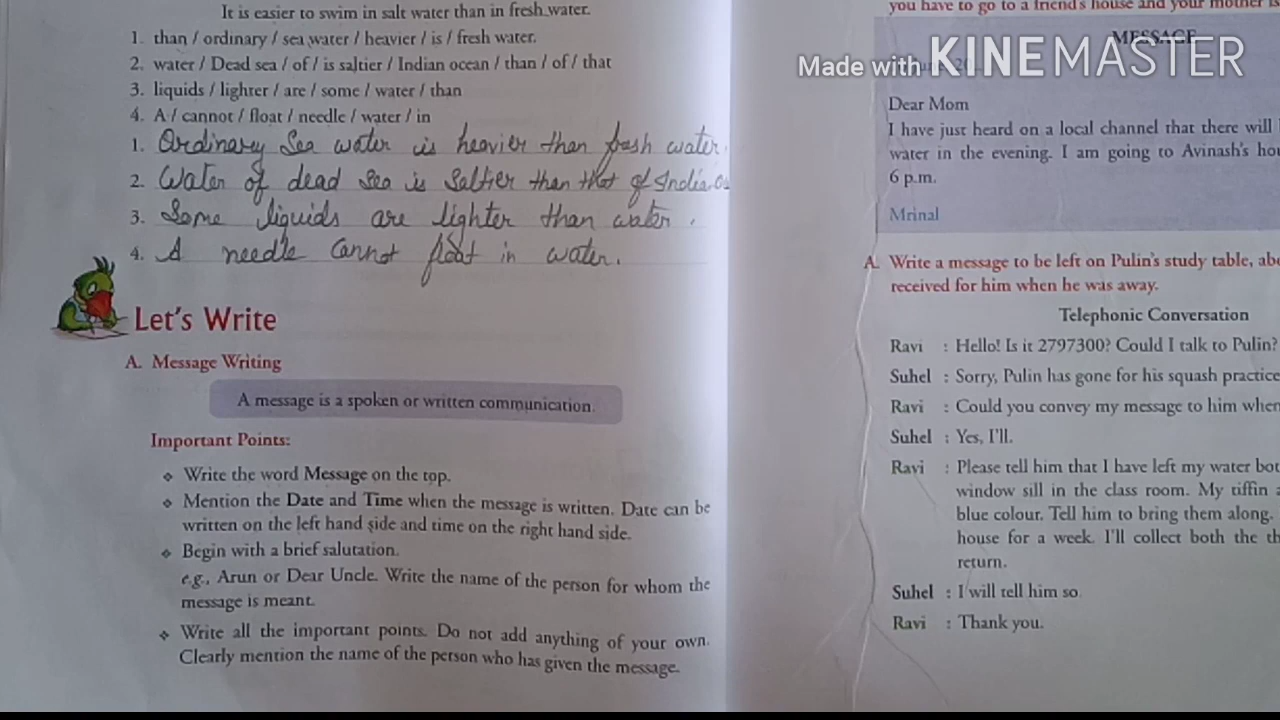 It is easier to swim in salt water than in fresh water.
1. than / ordinary / sea water / heavier / is / fresh water.
2. water / Dead sea / of / is saltier / Indian ocean / than / of / that
3. liquids / lighter / are / some / water / than
4. A / cannot / float / needle / water / in
1. Ordinary Sea water is heavier than fresh water.
2. Water of dead Sea is Saltier than that of India
3. Some liquids are lighter than water.
4. A needle cannot float in water.
Let's Write
A. Message Writing
A message is a spoken or written communication.
Important Points:
❖ Write the word Message on the top.
❖ Mention the Date and Time when the message is written. Date can be
written on the left hand side and time on the right hand side.
❖ Begin with a brief salutation.
e.g., Arun or Dear Uncle. Write the name of the person for whom the
message is meant.
❖ Write all the important points. Do not add anything of your own.
Clearly mention the name of the person who has given the message.
you have to go to a friend's house and your mother is
MESSAGE
Made with KINEMASTER
Dear Mom
I have just heard on a local channel that there will
water in the evening. I am going to Avinash's
6 p.m.
Mrinal
A. Write a message to be left on Pulin's study table,
received for him when he was away.
Telephonic Conversation
Ravi : Hello! Is it 2797300? Could I talk to Pulin?
Suhel : Sorry, Pulin has gone for his squash practice
Ravi : Could you convey my message to him when
Suhel : Yes, I'll.
Ravi : Please tell him that I have left my water
window sill in the class room. My tiffin
blue colour. Tell him to bring them along.
house for a week. I'll collect both the
return.
Suhel : I will tell him so
Ravi : Thank you.